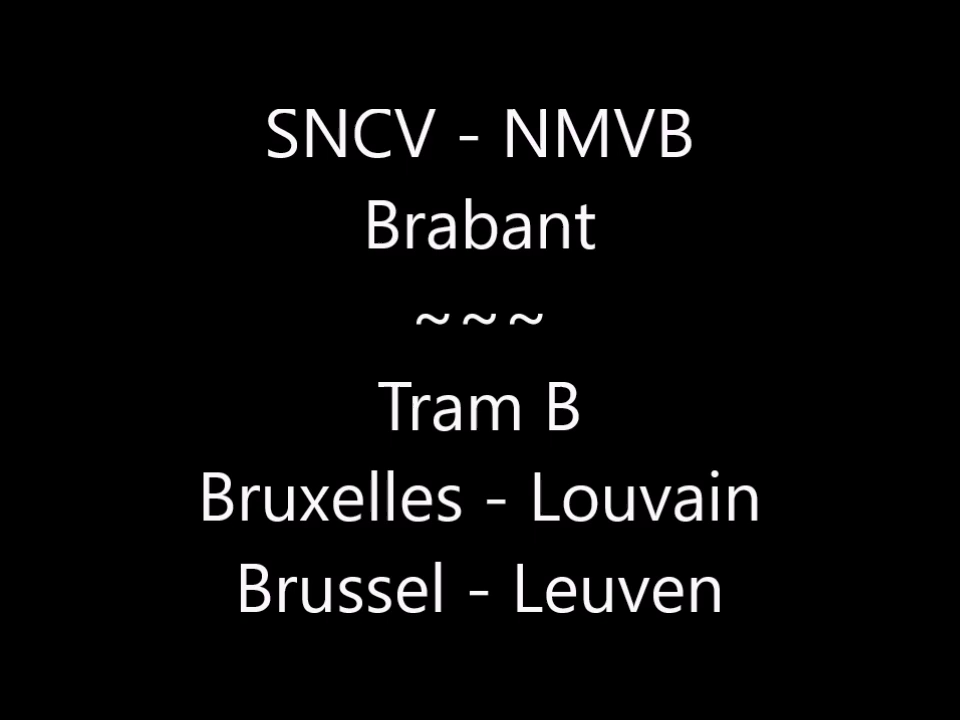 SNCV - NMVB
Brabant
~~~
Tram B
Bruxelles - Louvain
Brussel - Leuven